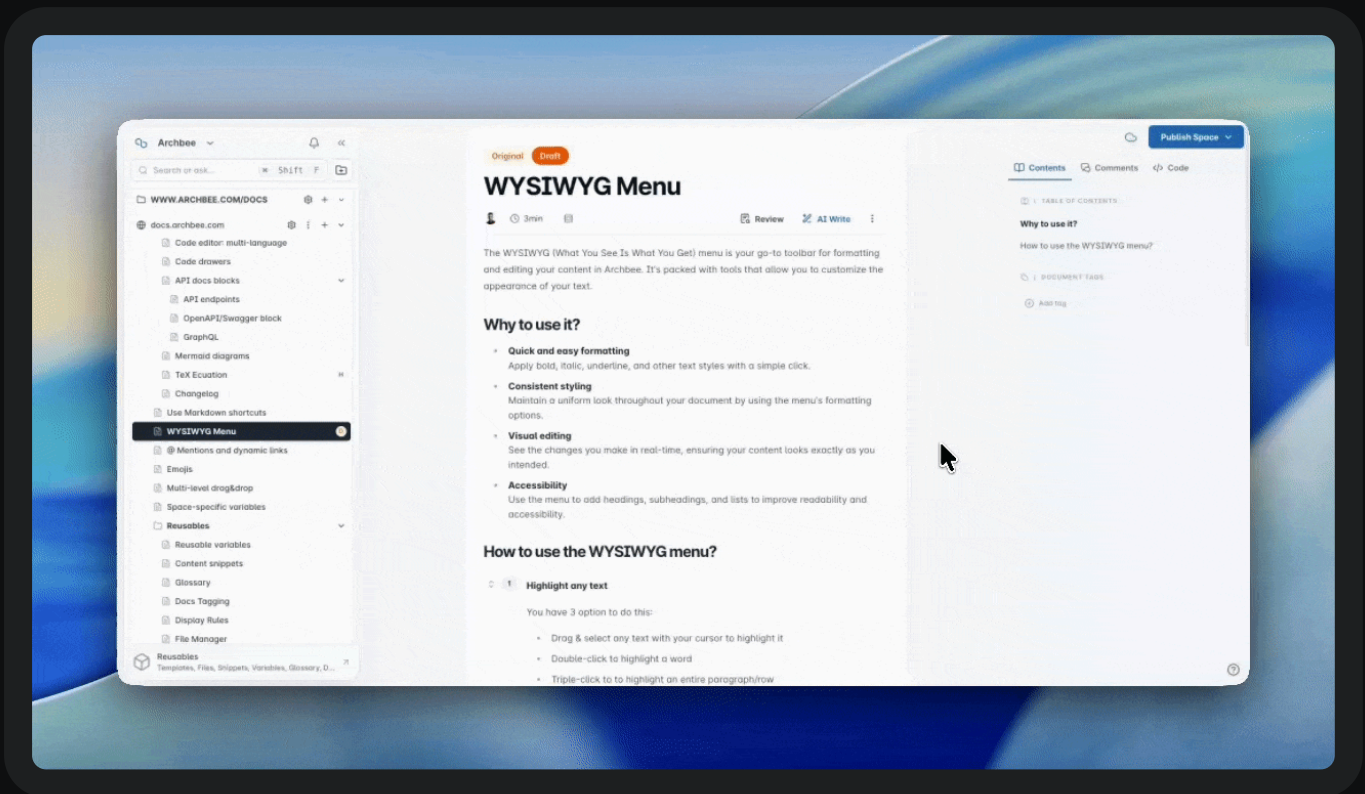 Archbee
Search or ask...
⌘ Shift F
WWW.ARCHBEE.COM/DOCS
docs.archbee.com
Code editor: multi-language
Code drawers
API docs blocks
API endpoints
OpenAPI/Swagger block
GraphQL
Mermaid diagrams
TeX Ecuation
Changelog
Use Markdown shortcuts
WYSIWYG Menu
@ Mentions and dynamic links
Emojis
Multi-level drag&drop
Space-specific variables
Reusables
Reusable variables
Content snippets
Glossary
Docs Tagging
Display Rules
File Manager
Reusables
Templates, Files, Snippets, Variables, Glossary, D...
Original Draft
WYSIWYG Menu
3min
Review AI Write
The WYSIWYG (What You See Is What You Get) menu is your go-to toolbar for formatting
and editing your content in Archbee. It's packed with tools that allow you to customize the
appearance of your text.
Why to use it?
Quick and easy formatting
Apply bold, italic, underline, and other text styles with a simple click.
Consistent styling
Maintain a uniform look throughout your document by using the menu's formatting
options.
Visual editing
See the changes you make in real-time, ensuring your content looks exactly as you
intended.
Accessibility
Use the menu to add headings, subheadings, and lists to improve readability and
accessibility.
How to use the WYSIWYG menu?
1 Highlight any text
You have 3 option to do this:
Drag & select any text with your cursor to highlight it
Double-click to highlight a word
Triple-click to to highlight an entire paragraph/row
Publish Space
Contents Comments Code
TABLE OF CONTENTS
Why to use it?
How to use the WYSIWYG menu?
DOCUMENT TAGS
Add tag